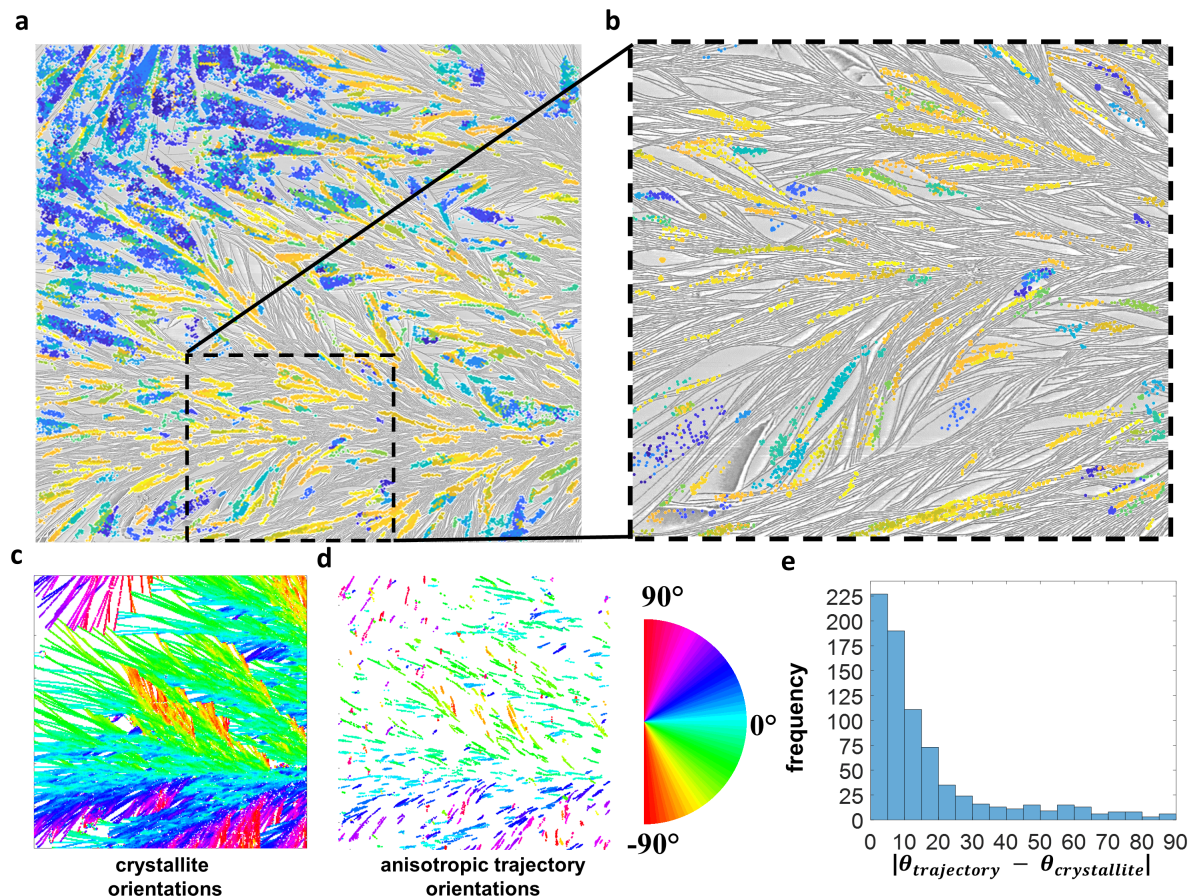 a
b
c
d
e
crystallite
orientations
anisotropic trajectory
orientations
90°
0°
-90°
frequency
225
200
175
150
125
100
75
50
25
0
0 10 20 30 40 50 60 70 80 90
|θtrajectory − θcrystallite|